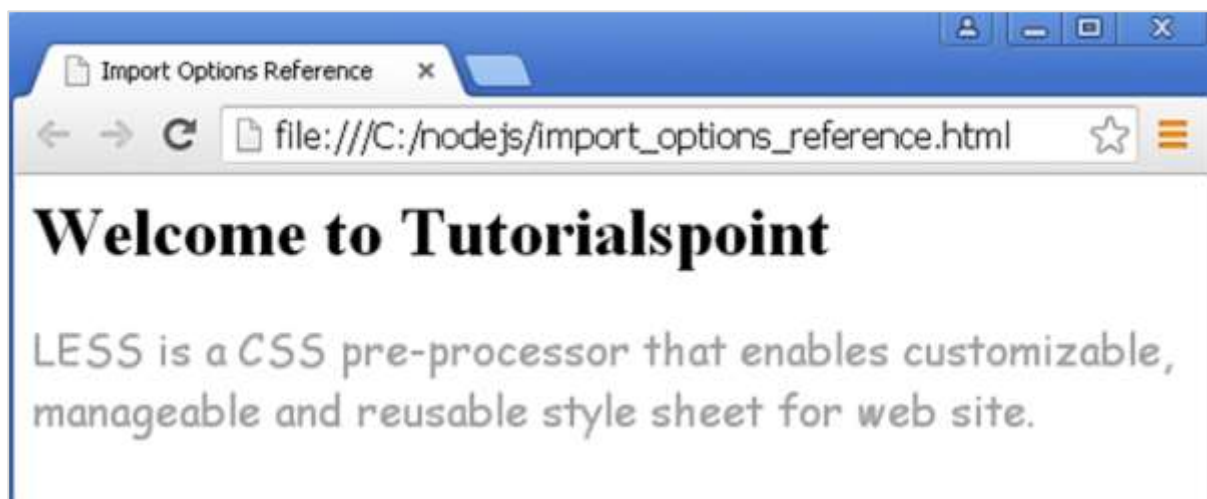 Import Options Reference
file:///C:/nodejs/import_options_reference.html
Welcome to Tutorialspoint
LESS is a CSS pre-processor that enables customizable,
manageable and reusable style sheet for web site.